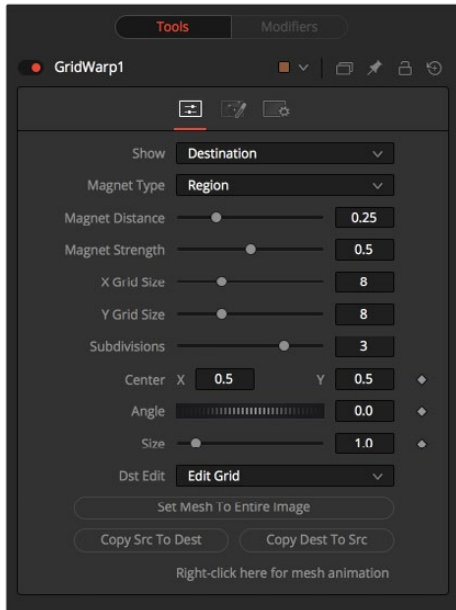 Tools Modifiers
GridWarp1
Show Destination
Magnet Type Region
Magnet Distance 0.25
Magnet Strength 0.5
X Grid Size 8
Y Grid Size 8
Subdivisions 3
Center X 0.5 Y 0.5
Angle 0.0
Size 1.0
Dst Edit Edit Grid
Set Mesh To Entire Image
Copy Src To Dest Copy Dest To Src
Right-click here for mesh animation